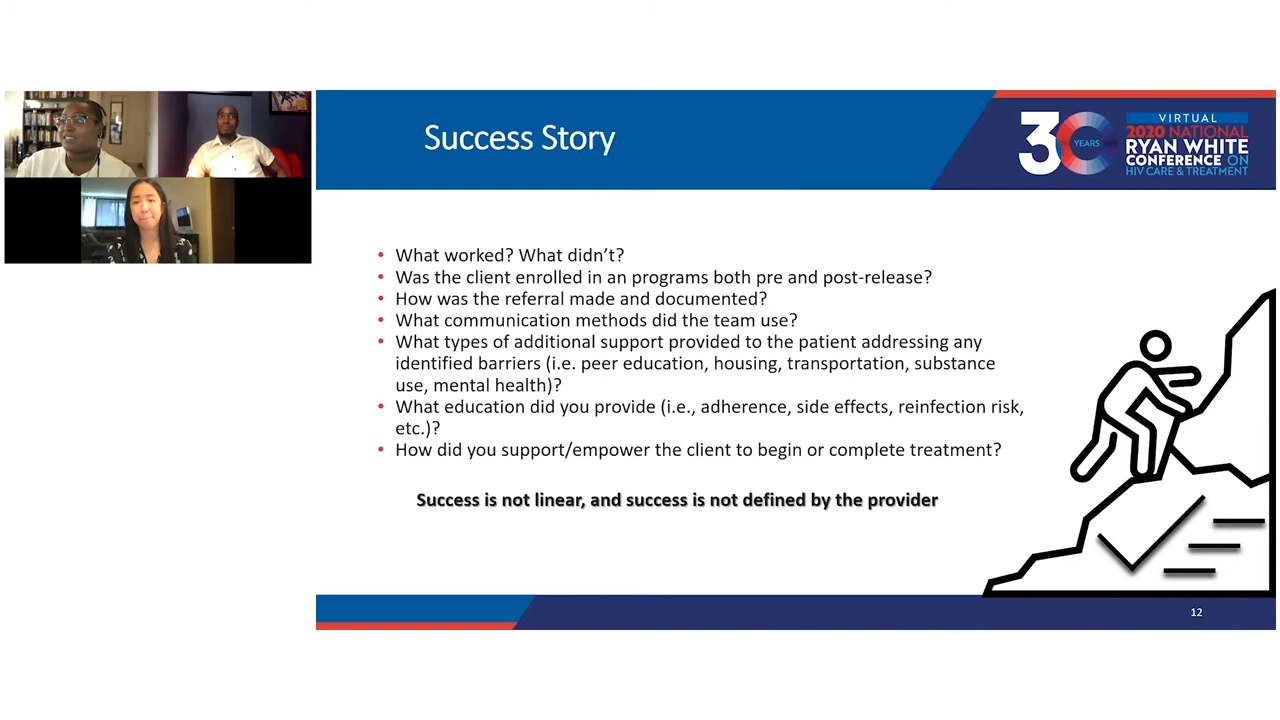 Success Story
30 YEARS
VIRTUAL
2020 NATIONAL
RYAN WHITE
CONFERENCE ON
HIV CARE & TREATMENT
• What worked? What didn’t?
• Was the client enrolled in an programs both pre and post-release?
• How was the referral made and documented?
• What communication methods did the team use?
• What types of additional support provided to the patient addressing any
identified barriers (i.e. peer education, housing, transportation, substance
use, mental health)?
• What education did you provide (i.e., adherence, side effects, reinfection risk,
etc.)?
• How did you support/empower the client to begin or complete treatment?
Success is not linear, and success is not defined by the provider
12